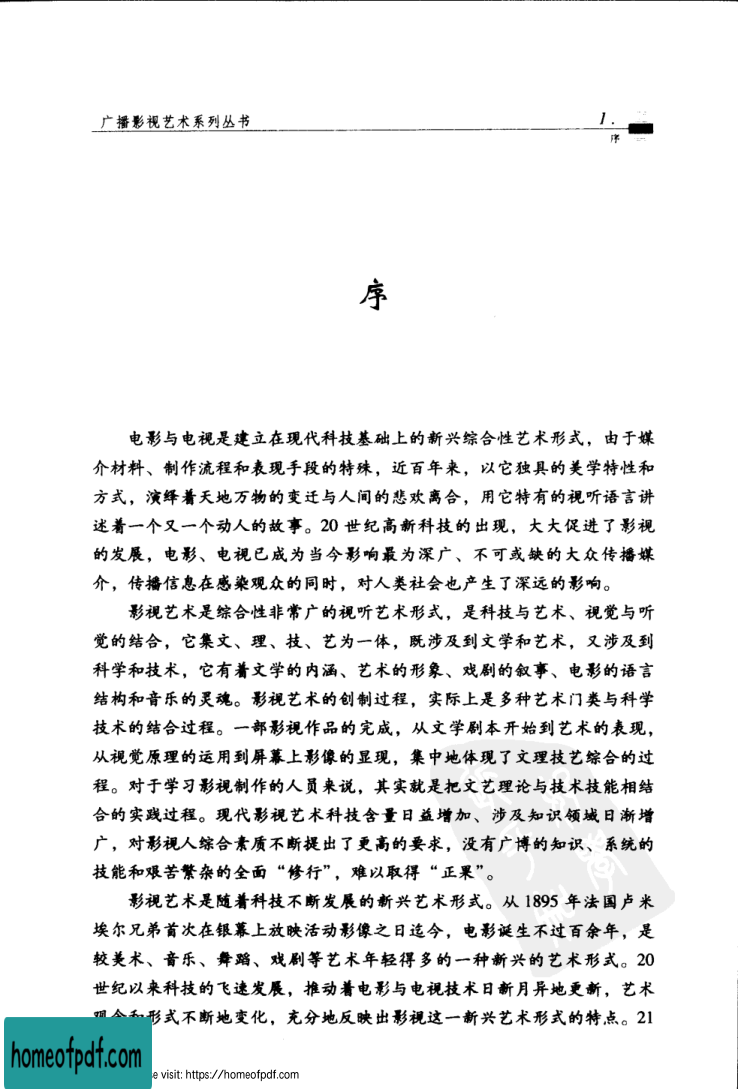 广播影视艺术系列丛书
1.
序
序
电影与电视是建立在现代科技基础上的新兴综合性艺术形式，由于媒
介材料、制作流程和表现手段的特殊，近百年来，以它独具的美学特性和
方式，演绎着天地万物的变迁与人间的悲欢离合，用它特有的视听语言讲
述着一个又一个动人的故事。20 世纪高新科技的出现，大大促进了影视
的发展，电影、电视已成为当今影响最为深广、不可或缺的大众传播媒
介，传播信息在感染观众的同时，对人类社会也产生了深远的影响。
影视艺术是综合性非常广的视听艺术形式，是科技与艺术、视觉与听
觉的结合，它集文、理、技、艺为一体，既涉及到文学和艺术，又涉及到
科学和技术，它有着文学的内涵、艺术的形象、戏剧的叙事、电影的语言
结构和音乐的灵魂。影视艺术的创制过程，实际上是多种艺术门类与科学
技术的结合过程。一部影视作品的完成，从文学剧本开始到艺术的表现，
从视觉原理的运用到屏幕上影像的显现，集中地体现了文理技艺综合的过
程。对于学习影视制作的人员来说，其实就是把文艺理论与技术技能相结
合的实践过程。现代影视艺术科技含量日益增加、涉及知识领域日渐增
广，对影视人综合素质不断提出了更高的要求，没有广博的知识、系统的
技能和艰苦繁杂的全面“修行”，难以取得“正果”。
影视艺术是随着科技不断发展的新兴艺术形式。从 1895 年法国卢米
埃尔兄弟首次在银幕上放映活动影像之日迄今，电影诞生不过百余年，是
较美术、音乐、舞蹈、戏剧等艺术年轻得多的一种新兴的艺术形式。20
世纪以来科技的飞速发展，推动着电影与电视技术日新月异地更新，艺术
观念和形式不断地变化，充分地反映出影视这一新兴艺术形式的特点。21
homeofpdf.com
se visit: https://homeofpdf.com